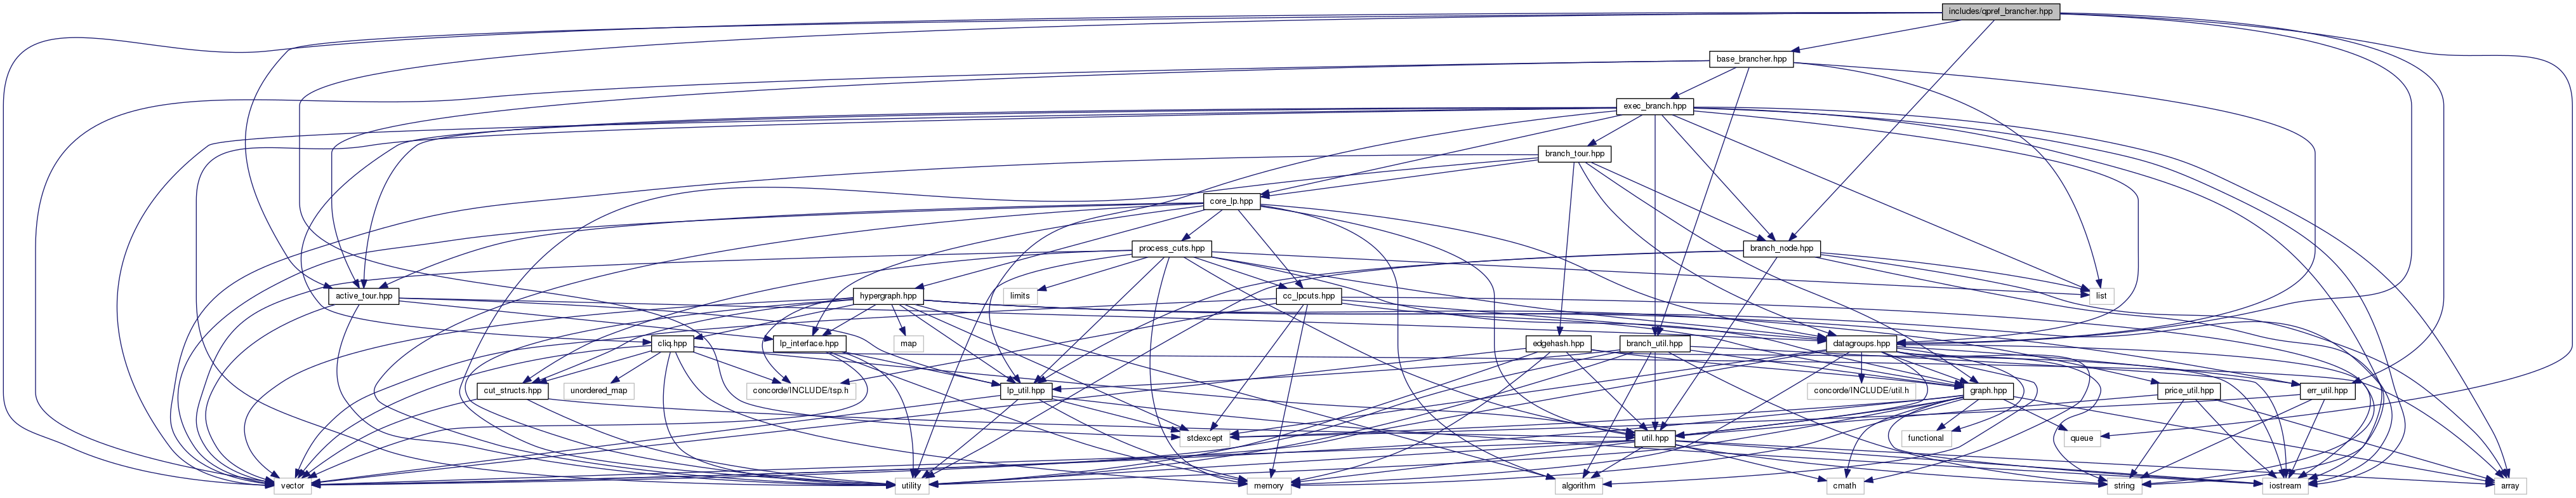 includes/qpref_brancher.hpp
base_brancher.hpp
exec_branch.hpp
branch_tour.hpp
core_lp.hpp
process_cuts.hpp
branch_node.hpp
active_tour.hpp
hypergraph.hpp
limits
cc_lpcuts.hpp
list
cliq.hpp
lp_interface.hpp
map
edgehash.hpp
branch_util.hpp
datagroups.hpp
cut_structs.hpp
unordered_map
concorde/INCLUDE/tsp.h
lp_util.hpp
concorde/INCLUDE/util.h
graph.hpp
price_util.hpp
err_util.hpp
stdexcept
util.hpp
functional
queue
vector
utility
memory
algorithm
cmath
string
iostream
array